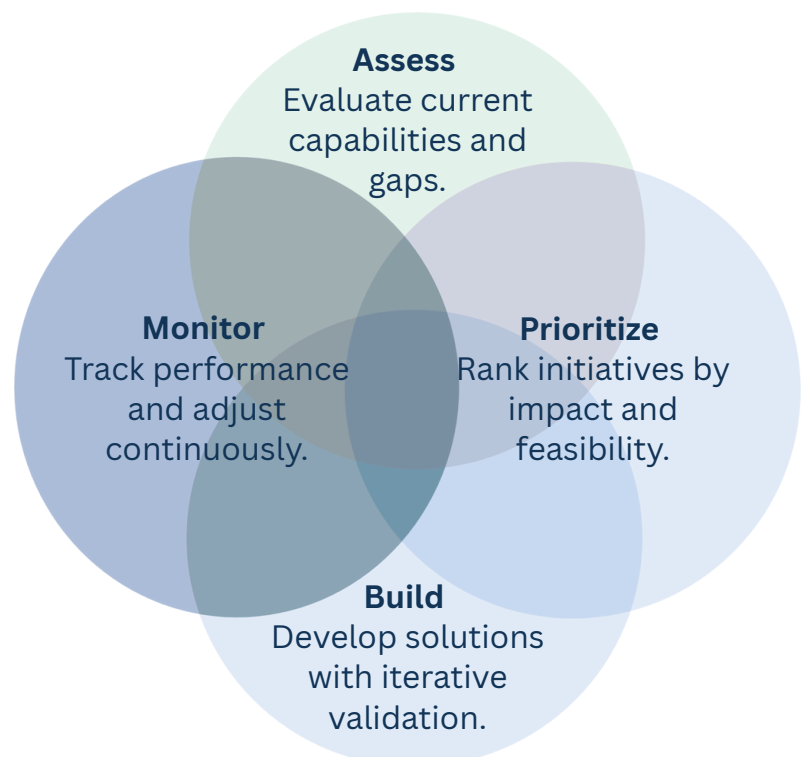 Assess
Evaluate current
capabilities and
gaps.
Monitor
Track performance
and adjust
continuously.
Prioritize
Rank initiatives by
impact and
feasibility.
Build
Develop solutions
with iterative
validation.